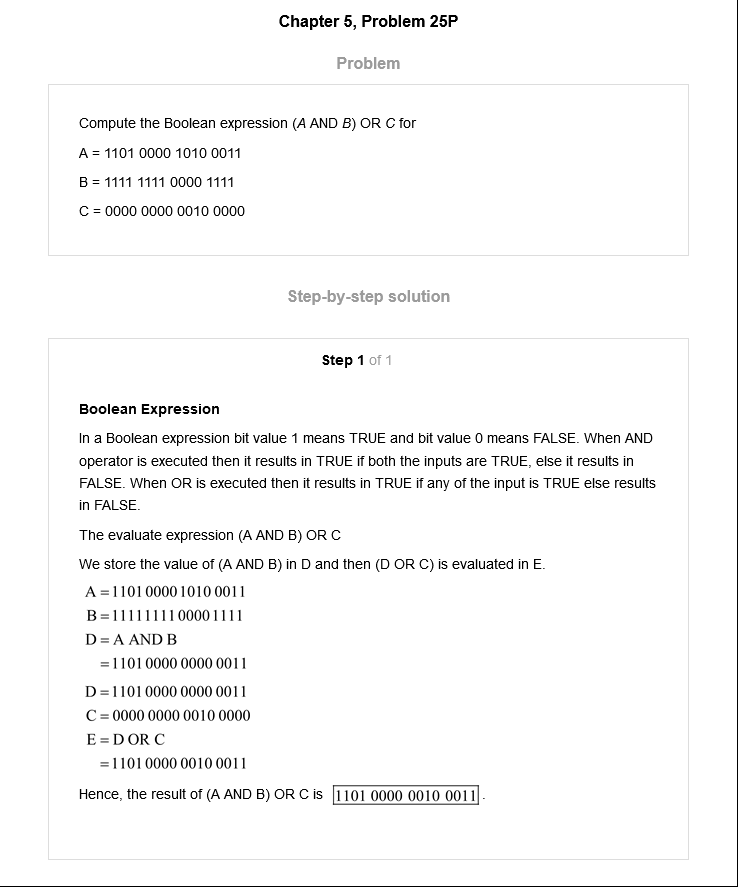 Chapter 5, Problem 25P
Problem
Compute the Boolean expression (A AND B) OR C for
A = 1101 0000 1010 0011
B = 1111 1111 0000 1111
C = 0000 0000 0010 0000
Step-by-step solution
Step 1 of 1
Boolean Expression
In a Boolean expression bit value 1 means TRUE and bit value 0 means FALSE. When AND
operator is executed then it results in TRUE if both the inputs are TRUE, else it results in
FALSE. When OR is executed then it results in TRUE if any of the input is TRUE else results
in FALSE.
The evaluate expression (A AND B) OR C
We store the value of (A AND B) in D and then (D OR C) is evaluated in E.
A = 1101 0000 1010 0011
B = 1111 1111 0000 1111
D = A AND B
= 1101 0000 0000 0011
D = 1101 0000 0000 0011
C = 0000 0000 0010 0000
E = D OR C
= 1101 0000 0010 0011
Hence, the result of (A AND B) OR C is 1101 0000 0010 0011.